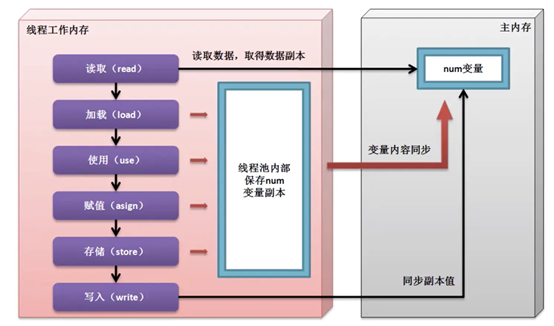 线程工作内存
主内存
读取数据，取得数据副本
读取（read）
num变量
加载（load）
使用（use）
线程池内部
保存num
变量副本
变量内容同步
赋值（asign）
存储（store）
同步副本值
写入（write）